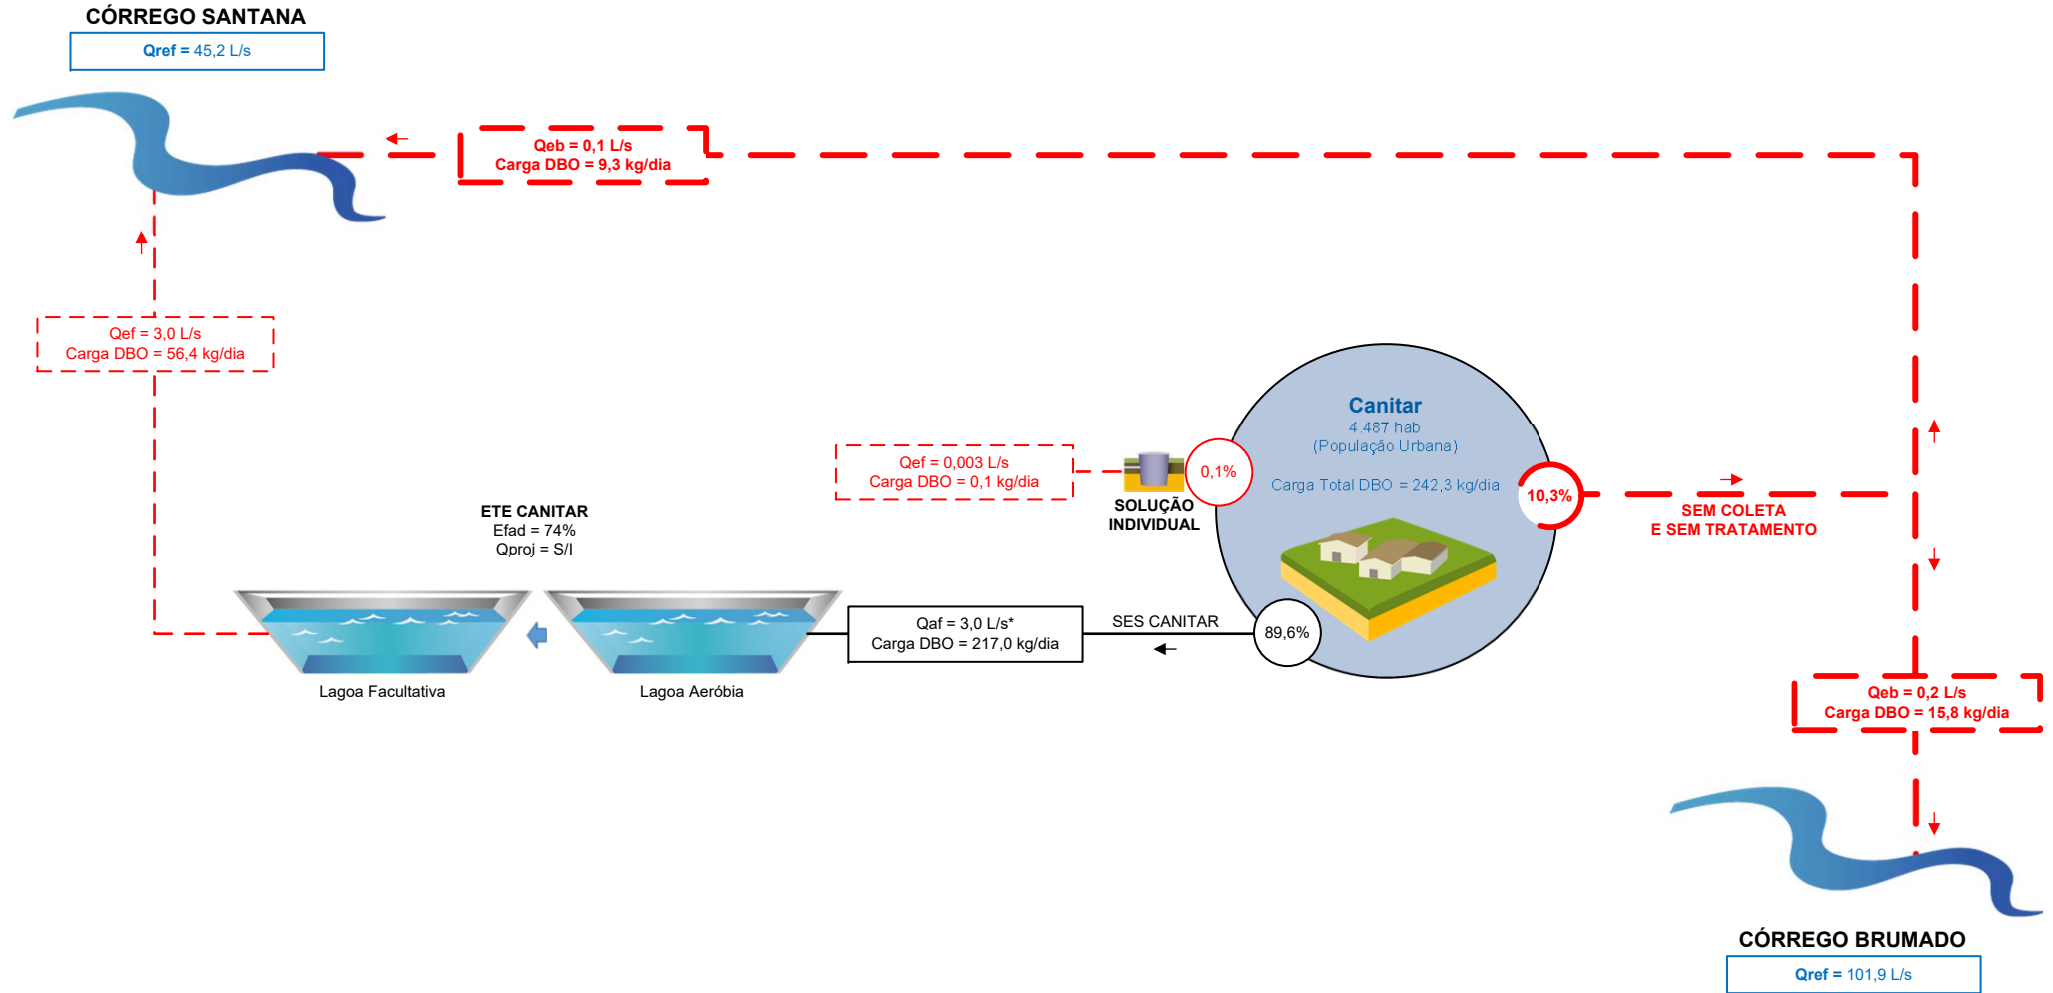 CÓRREGO SANTANA
Qref = 45,2 L/s
Qeb = 0,1 L/s
Carga DBO = 9,3 kg/dia
Qef = 3,0 L/s
Carga DBO = 56,4 kg/dia
Canitar
4.487 hab
(População Urbana)
Carga Total DBO = 242,3 kg/dia
Qef = 0,003 L/s
Carga DBO = 0,1 kg/dia
0,1%
SOLUÇÃO
INDIVIDUAL
10,3%
SEM COLETA
E SEM TRATAMENTO
ETE CANITAR
Efad = 74%
Qproj = S/I
Qaf = 3,0 L/s*
Carga DBO = 217,0 kg/dia
SES CANITAR
89,6%
Lagoa Facultativa
Lagoa Aeróbia
Qeb = 0,2 L/s
Carga DBO = 15,8 kg/dia
CÓRREGO BRUMADO
Qref = 101,9 L/s